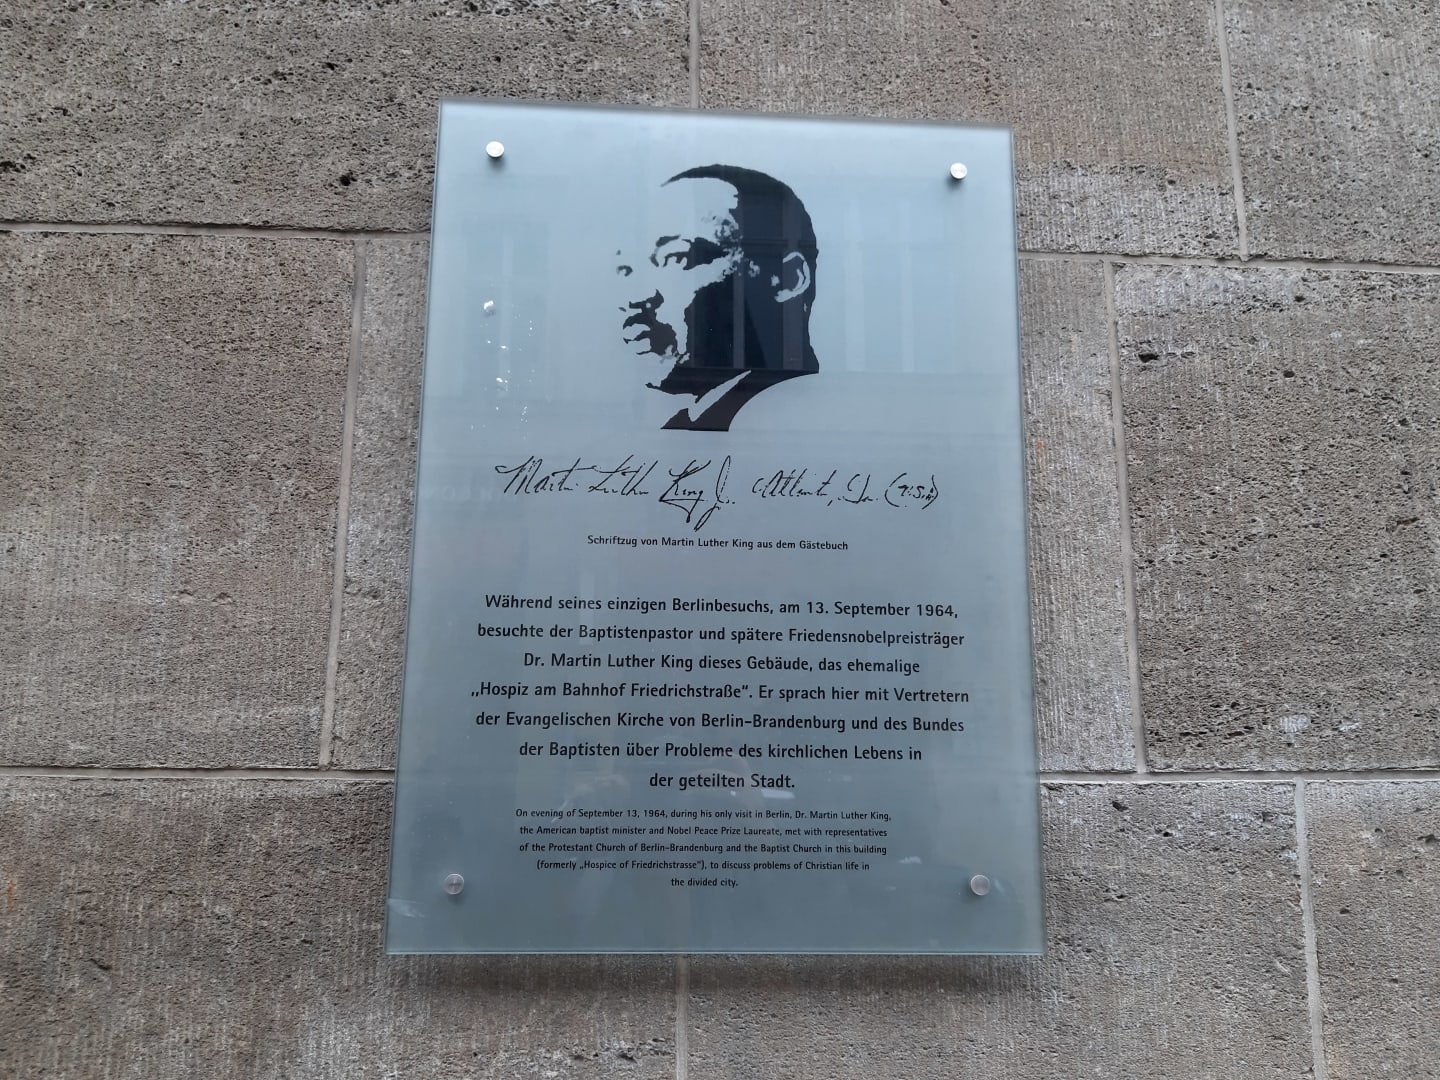 Martin Luther King Jr. Atlanta, Ga. (U.S.A)
Schriftzug von Martin Luther King aus dem Gästebuch
Während seines einzigen Berlinbesuchs, am 13. September 1964,
besuchte der Baptistenpastor und spätere Friedensnobelpreisträger
Dr. Martin Luther King dieses Gebäude, das ehemalige
„Hospiz am Bahnhof Friedrichstraße“. Er sprach hier mit Vertretern
der Evangelischen Kirche von Berlin-Brandenburg und des Bundes
der Baptisten über Probleme des kirchlichen Lebens in
der geteilten Stadt.
On evening of September 13, 1964, during his only visit in Berlin, Dr. Martin Luther King,
the American baptist minister and Nobel Peace Prize Laureate, met with representatives
of the Protestant Church of Berlin-Brandenburg and the Baptist Church in this building
(formerly „Hospice of Friedrichstrasse“), to discuss problems of Christian life in
the divided city.